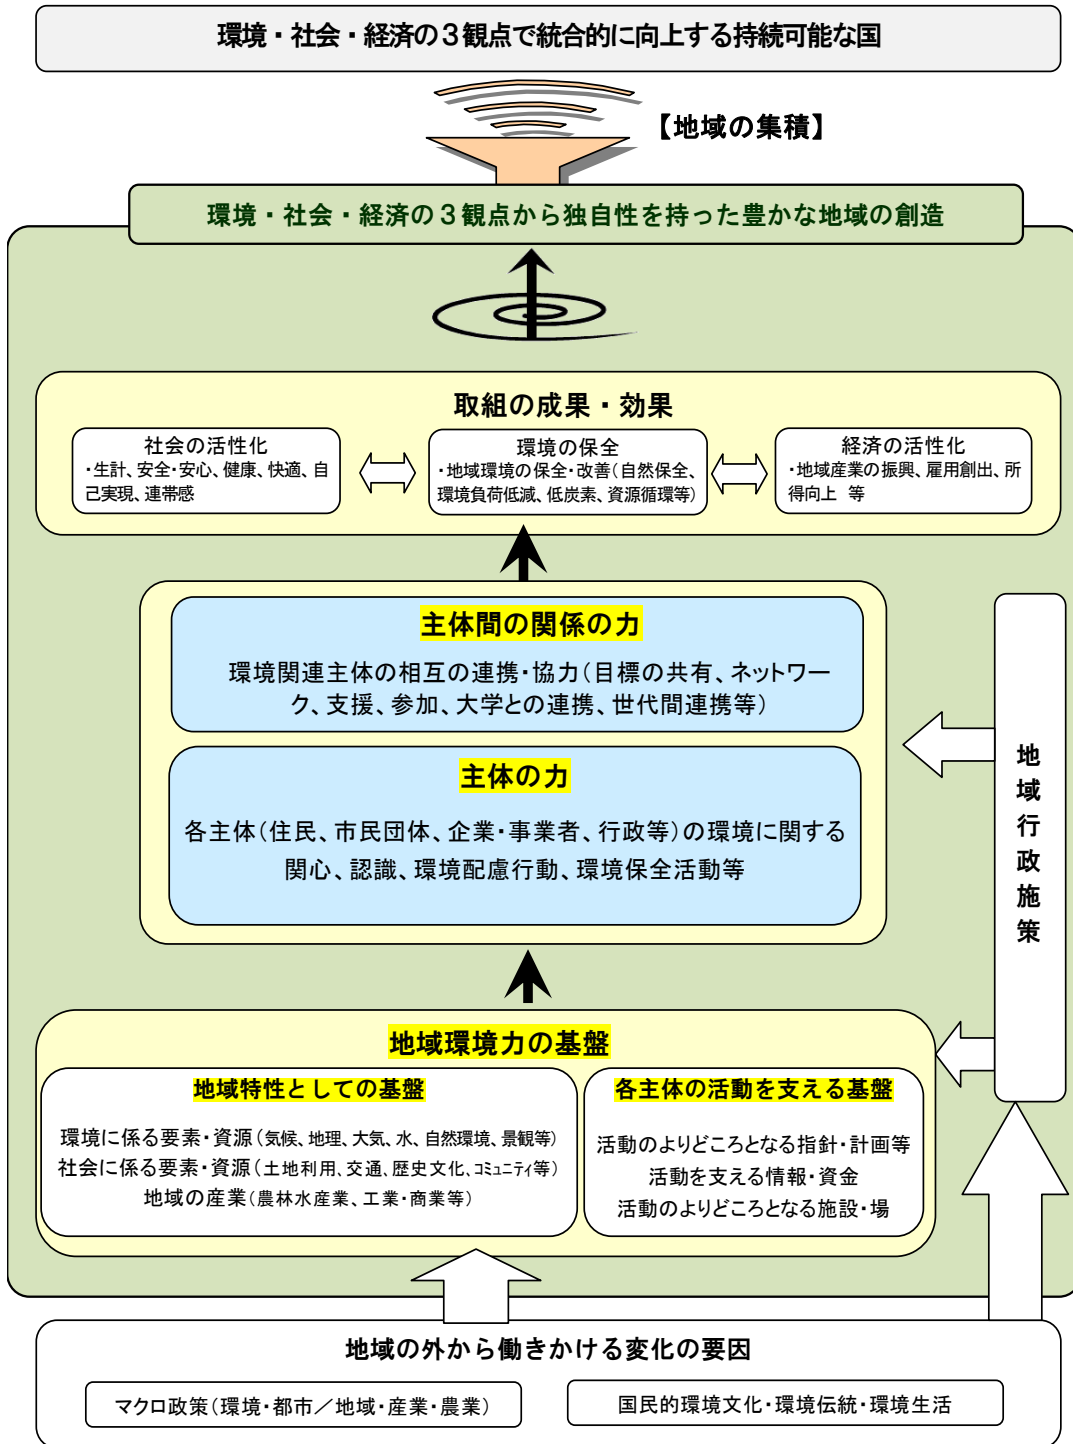 環境・社会・経済の３観点で統合的に向上する持続可能な国
【地域の集積】
環境・社会・経済の３観点から独自性を持った豊かな地域の創造
取組の成果・効果
社会の活性化
・生計、安全・安心、健康、快適、自
己実現、連帯感
環境の保全
・地域環境の保全・改善（自然保全、
環境負荷低減、低炭素、資源循環等）
経済の活性化
・地域産業の振興、雇用創出、所
得向上 等
主体間の関係の力
環境関連主体の相互の連携・協力（目標の共有、ネットワー
ク、支援、参加、大学との連携、世代間連携等）
主体の力
各主体（住民、市民団体、企業・事業者、行政等）の環境に関する
関心、認識、環境配慮行動、環境保全活動等
地域行政施策
地域環境力の基盤
地域特性としての基盤
環境に係る要素・資源（気候、地理、大気、水、自然環境、景観等）
社会に係る要素・資源（土地利用、交通、歴史文化、ｺﾐｭﾆﾃｨ等）
地域の産業（農林水産業、工業・商業等）
各主体の活動を支える基盤
活動のよりどころとなる指針・計画等
活動を支える情報・資金
活動のよりどころとなる施設・場
地域の外から働きかける変化の要因
マクロ政策（環境・都市／地域・産業・農業）
国民的環境文化・環境伝統・環境生活